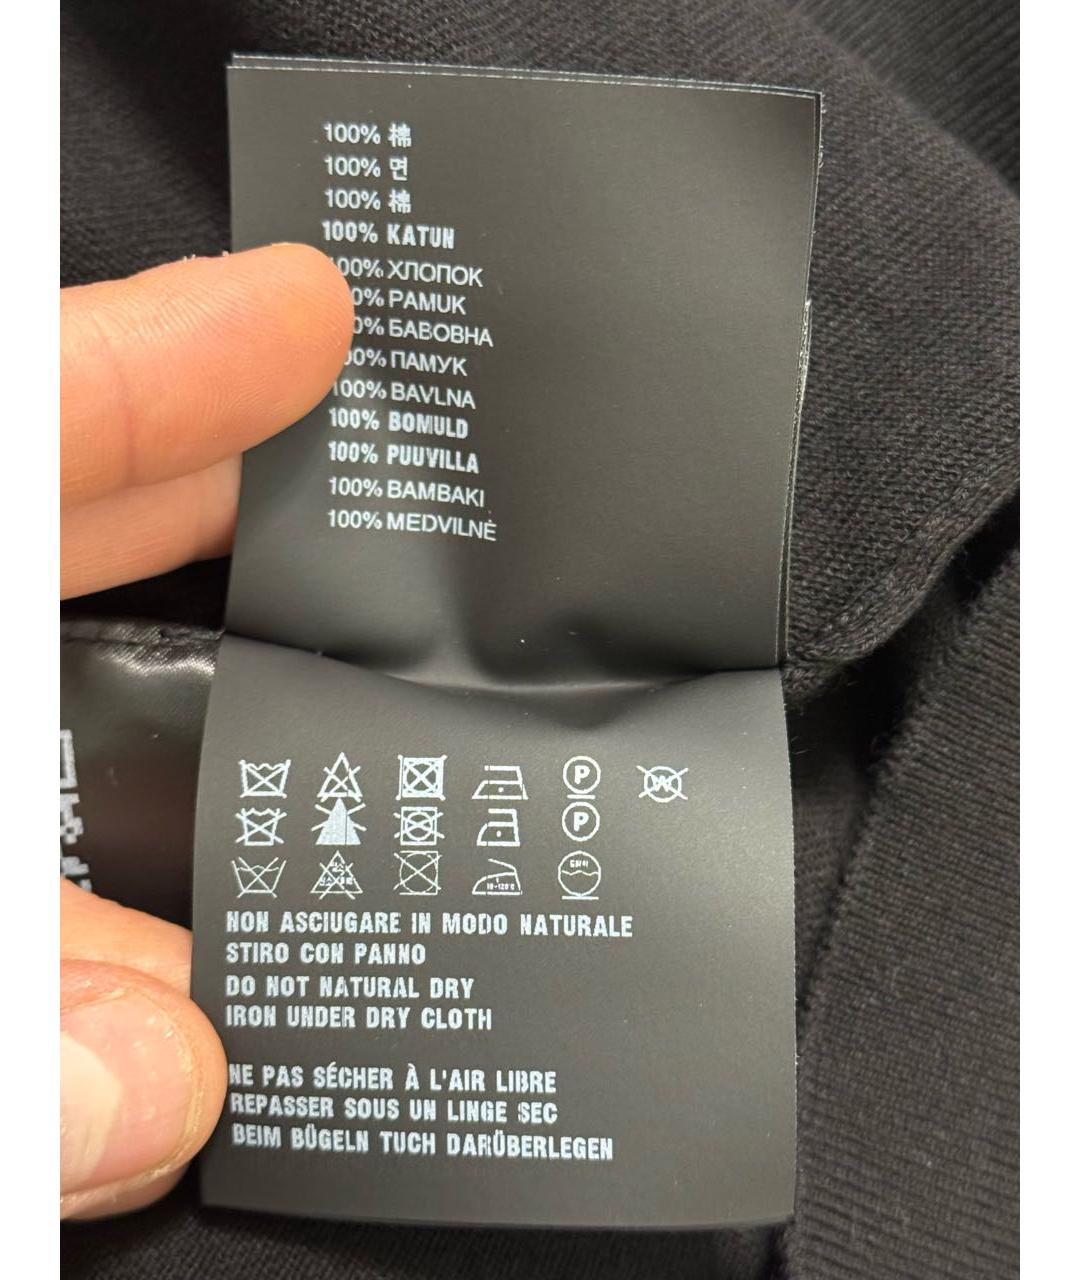 100% 棉
100% 면
100% 棉
100% KATUN
00% ХЛОПОК
0% PAMUK
0% БАВОВНА
00% ПАМУК
100% BAVLNA
100% BOMULD
100% PUUVILLA
100% BAMBAKI
100% MEDVILNĖ
P W
P
NON ASCIUGARE IN MODO NATURALE
STIRO CON PANNO
DO NOT NATURAL DRY
IRON UNDER DRY CLOTH
NE PAS SÉCHER À L'AIR LIBRE
REPASSER SOUS UN LINGE SEC
BEIM BÜGELN TUCH DARÜBERLEGEN